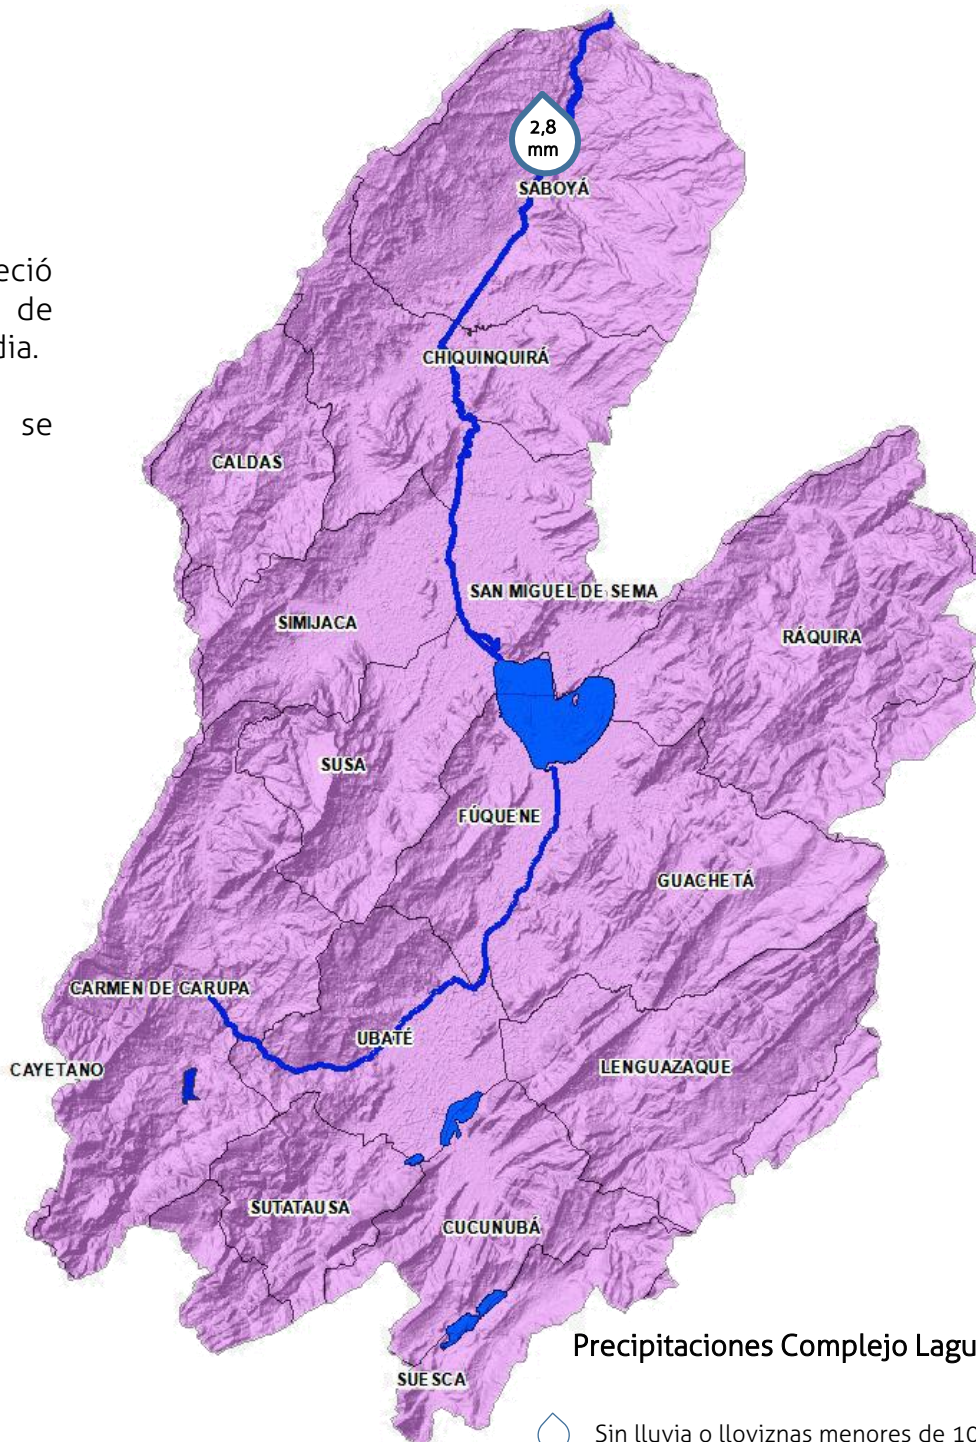 2,8
mm
SABOYÁ
eció
de
dia.
CHIQUINQUIRÁ
se
CALDAS
SAN MIGUEL DE SEMA
SIMIJACA
RÁQUIRA
SUSA
FÚQUENE
GUACHETÁ
CARMEN DE CARUPA
UBATÉ
CAYETANO
LENGUAZAQUE
SUTATAUSA
CUCUNUBÁ
Precipitaciones Complejo Lagu
SUESCA
Sin lluvia o lloviznas menores de 10